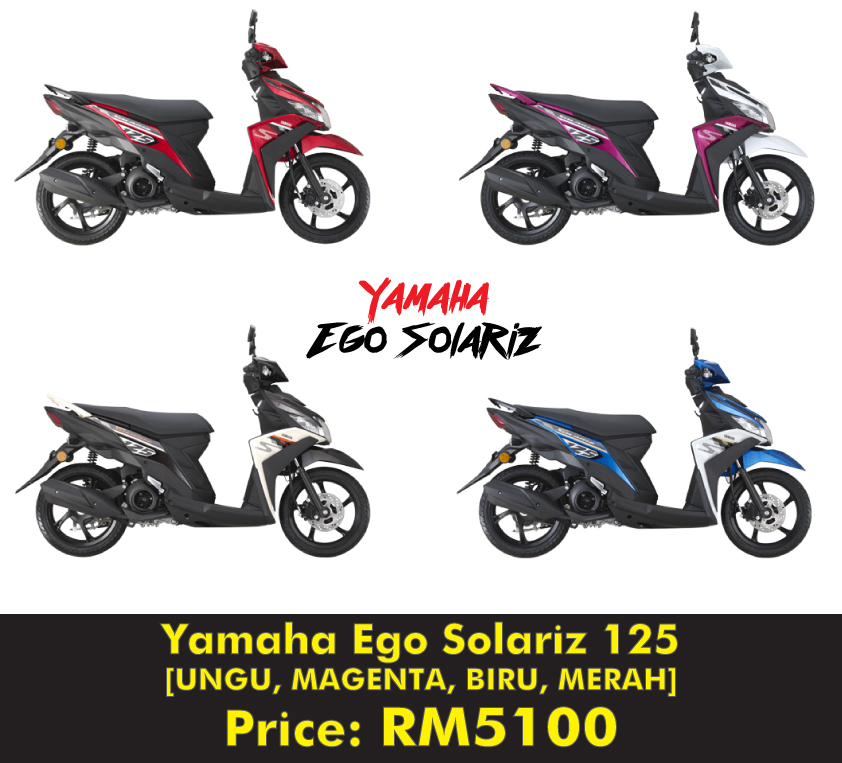 YAMAHA
EGO SOLARIZ
Yamaha Ego Solariz 125
[UNGU, MAGENTA, BIRU, MERAH]
Price: RM5100